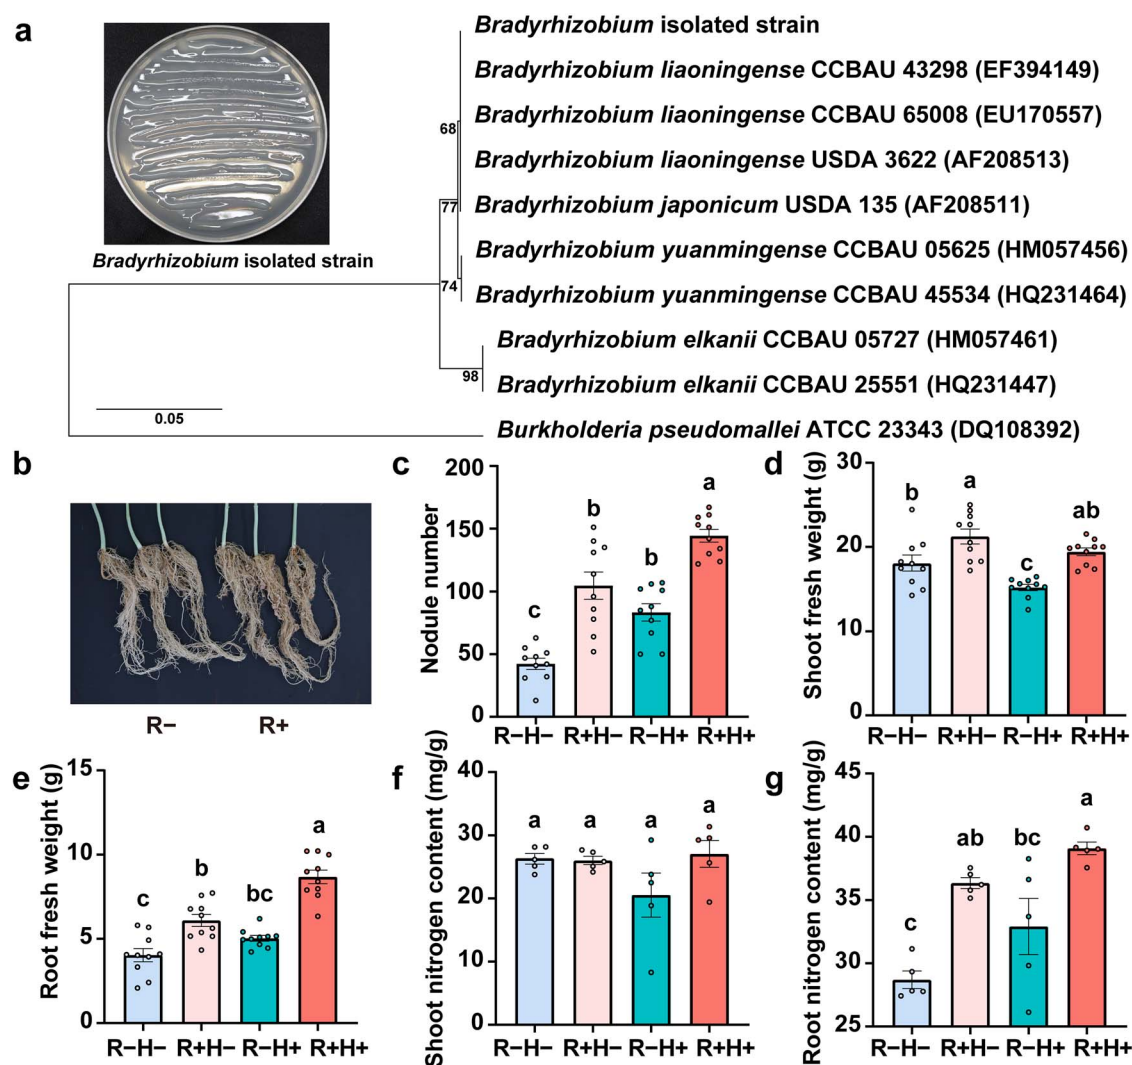 a
Bradyrhizobium isolated strain
Bradyrhizobium isolated strain
Bradyrhizobium liaoningense CCBAU 43298 (EF394149)
Bradyrhizobium liaoningense CCBAU 65008 (EU170557)
Bradyrhizobium liaoningense USDA 3622 (AF208513)
Bradyrhizobium japonicum USDA 135 (AF208511)
Bradyrhizobium yuanmingense CCBAU 05625 (HM057456)
Bradyrhizobium yuanmingense CCBAU 45534 (HQ231464)
Bradyrhizobium elkanii CCBAU 05727 (HM057461)
Bradyrhizobium elkanii CCBAU 25551 (HQ231447)
Burkholderia pseudomallei ATCC 23343 (DQ108392)
68
77
74
98
0.05
b
R−
R+
c
Nodule number
200
150
100
50
0
c
b
b
a
R−H−
R+H−
R−H+
R+H+
d
Shoot fresh weight (g)
30
20
10
0
b
a
c
ab
R−H−
R+H−
R−H+
R+H+
e
Root fresh weight (g)
15
10
5
0
c
b
bc
a
R−H−
R+H−
R−H+
R+H+
f
Shoot nitrogen content (mg/g)
40
30
20
10
0
a
a
a
a
R−H−
R+H−
R−H+
R+H+
g
Root nitrogen content (mg/g)
45
40
35
30
25
c
ab
bc
a
R−H−
R+H−
R−H+
R+H+